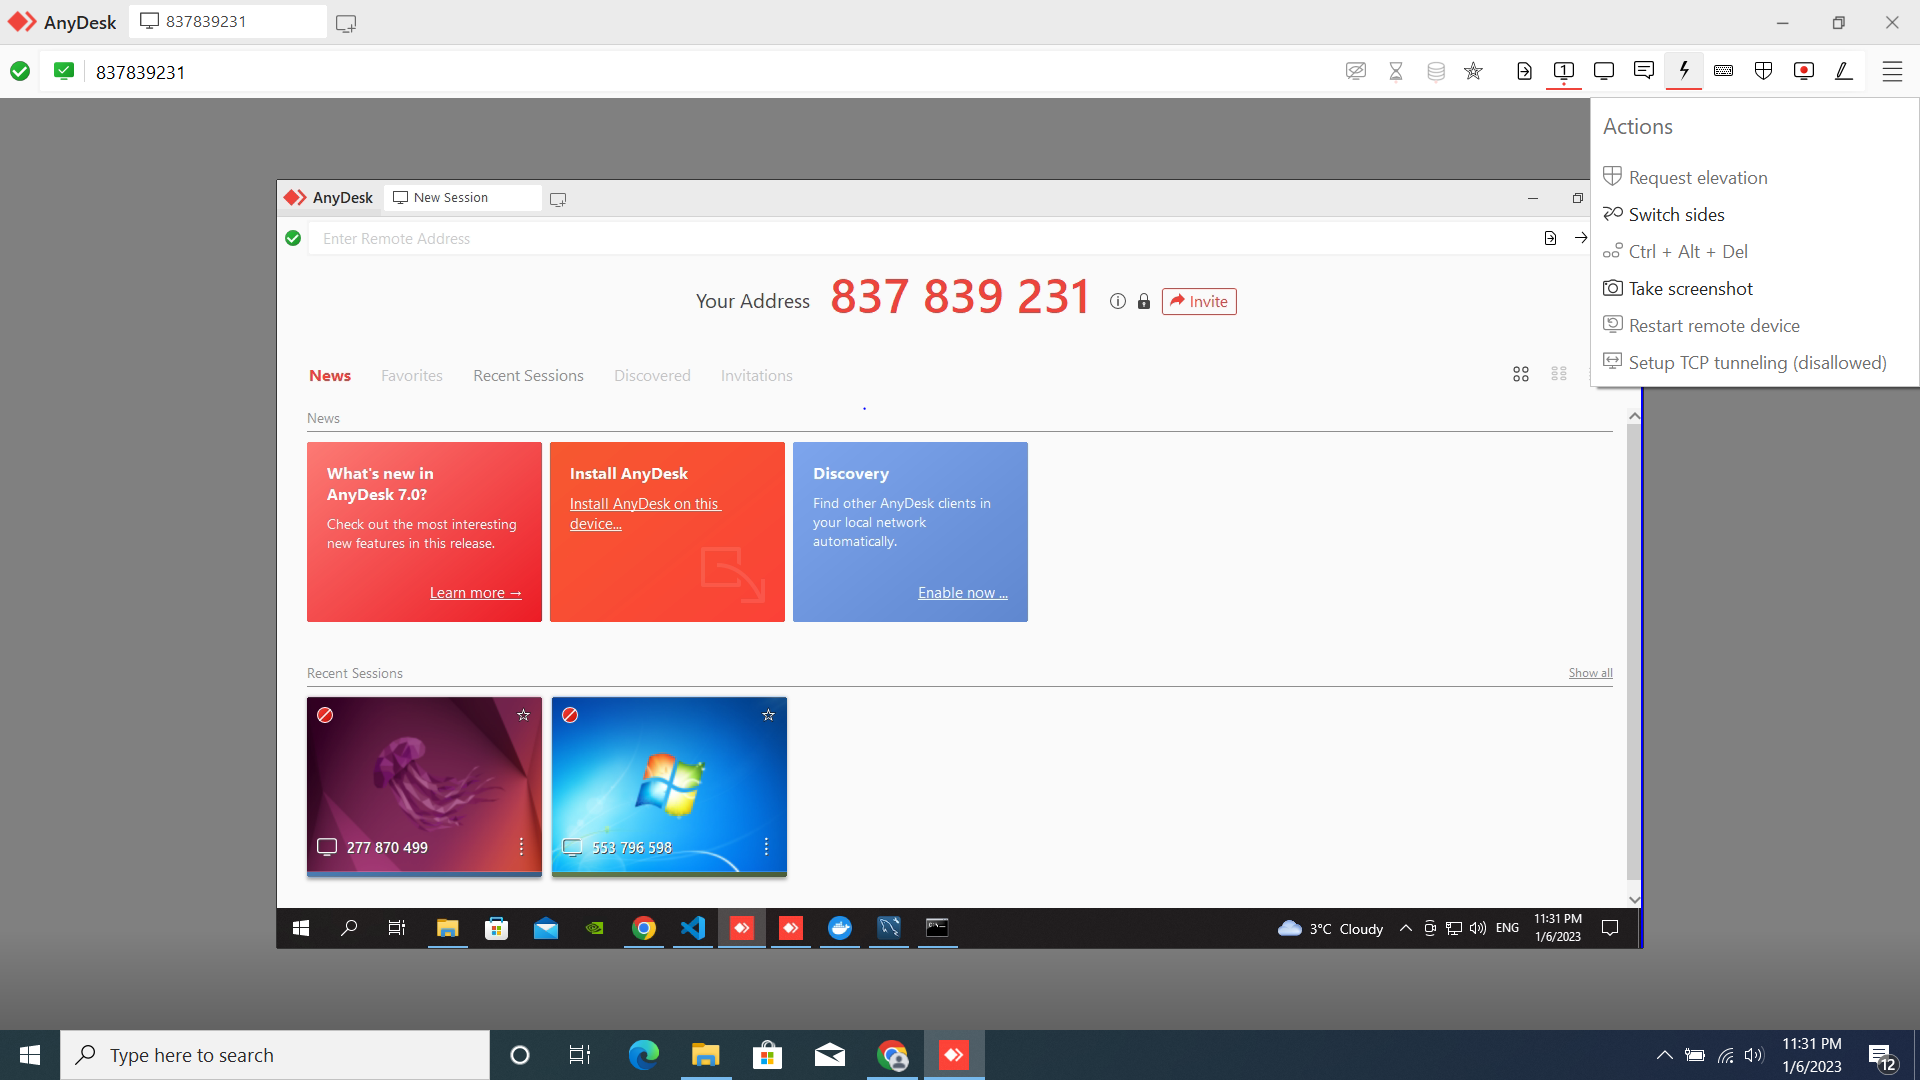 AnyDesk 837839231
837839231
1
Actions
Request elevation
Switch sides
Ctrl + Alt + Del
Take screenshot
Restart remote device
Setup TCP tunneling (disallowed)
AnyDesk New Session
Enter Remote Address
Your Address 837 839 231 Invite
News Favorites Recent Sessions Discovered Invitations
News
What's new in
AnyDesk 7.0?
Check out the most interesting
new features in this release.
Learn more →
Install AnyDesk
Install AnyDesk on this
device...
Discovery
Find other AnyDesk clients in
your local network
automatically.
Enable now ...
Recent Sessions Show all
277 870 499
553 796 598
3°C Cloudy ENG 11:31 PM
1/6/2023
Type here to search
11:31 PM
1/6/2023
12